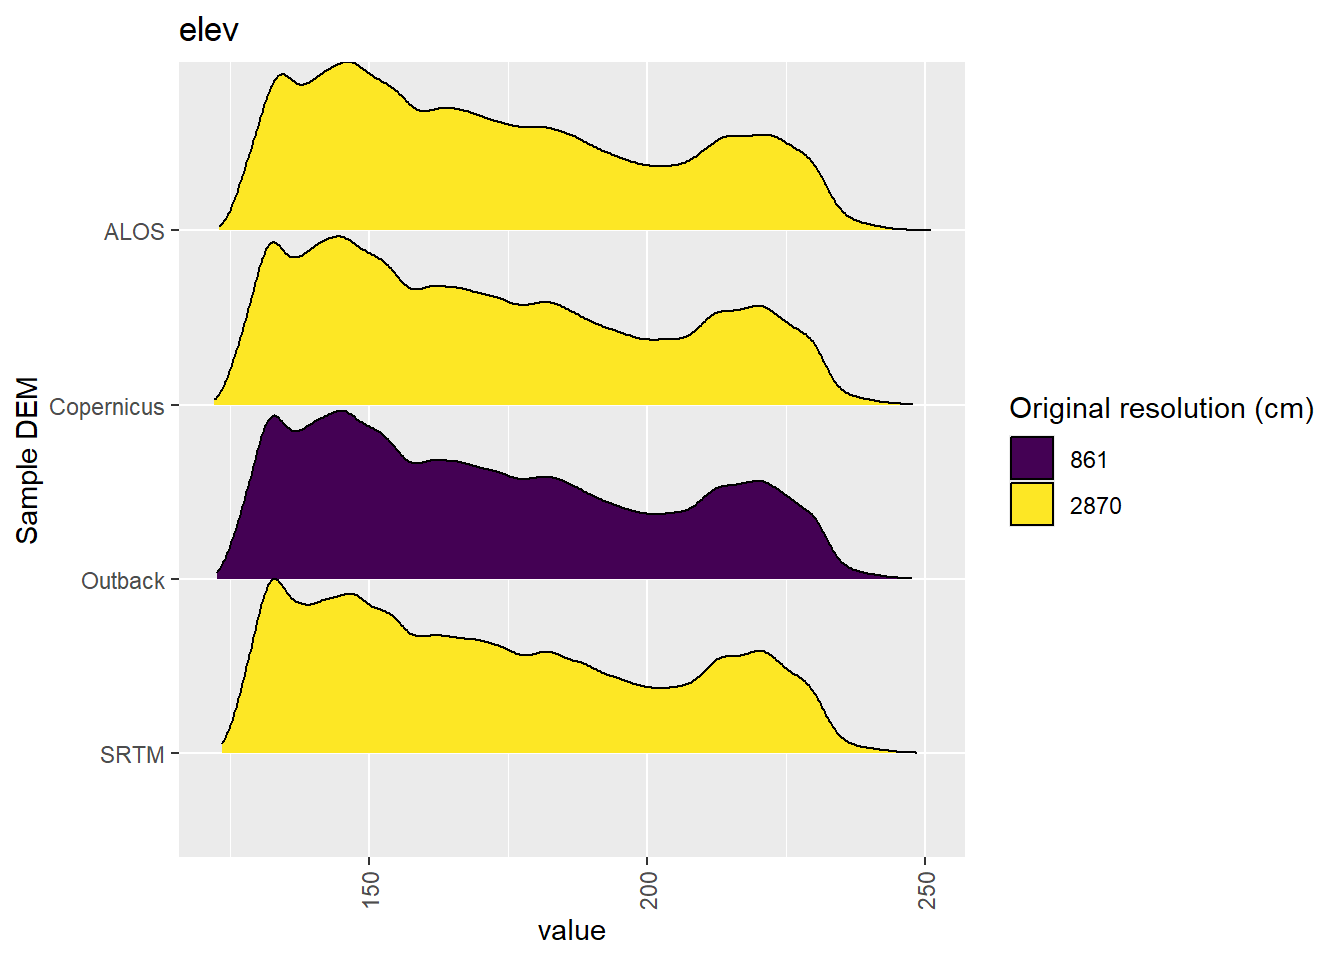 elev
ALOS
Copernicus
Outback
SRTM
Sample DEM
150
200
250
value
Original resolution (cm)
861
2870